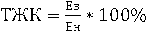 ТЖК = Ез/Ен * 100%